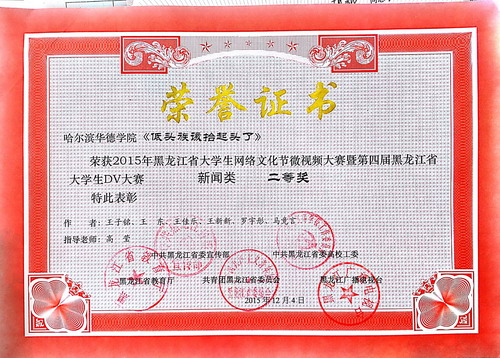 荣誉证书
哈尔滨华德学院《低头族该抬起头了》
荣获2015年黑龙江省大学生网络文化节微视频大赛暨第四届黑龙江省
大学生DV大赛 新闻类 二等奖
特此表彰
作 者：王子铭、王 东、王佳乐、王新新、罗宇彤、马竞言
指导老师：高 莹
中共黑龙江省委宣传部 中共黑龙江省委高校工委
黑龙江省教育厅 共青团黑龙江省委员会 黑龙江广播电视台
2015年12月4日